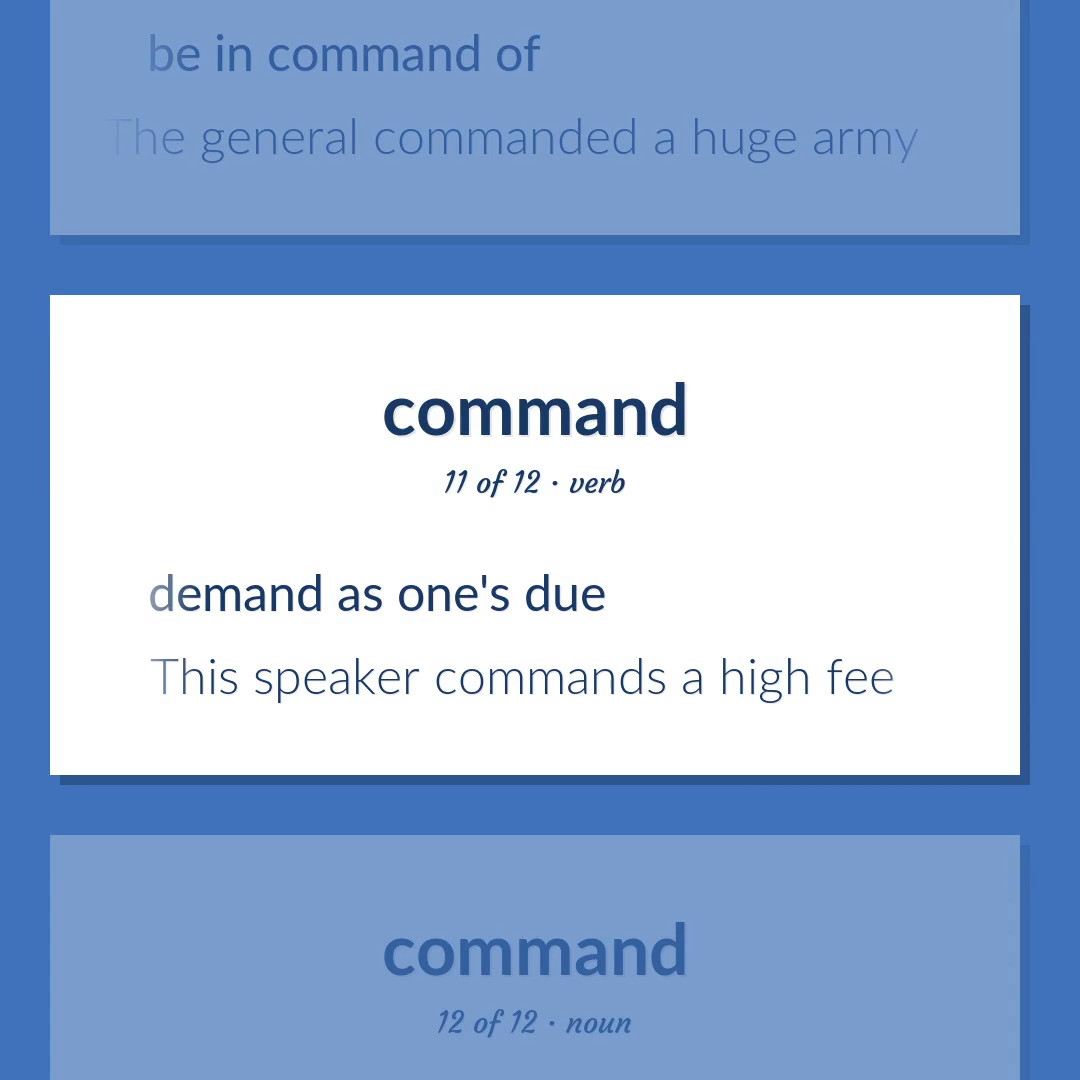 be in command of
The general commanded a huge army
command
11 of 12 · verb
demand as one's due
This speaker commands a high fee
command
12 of 12 · noun